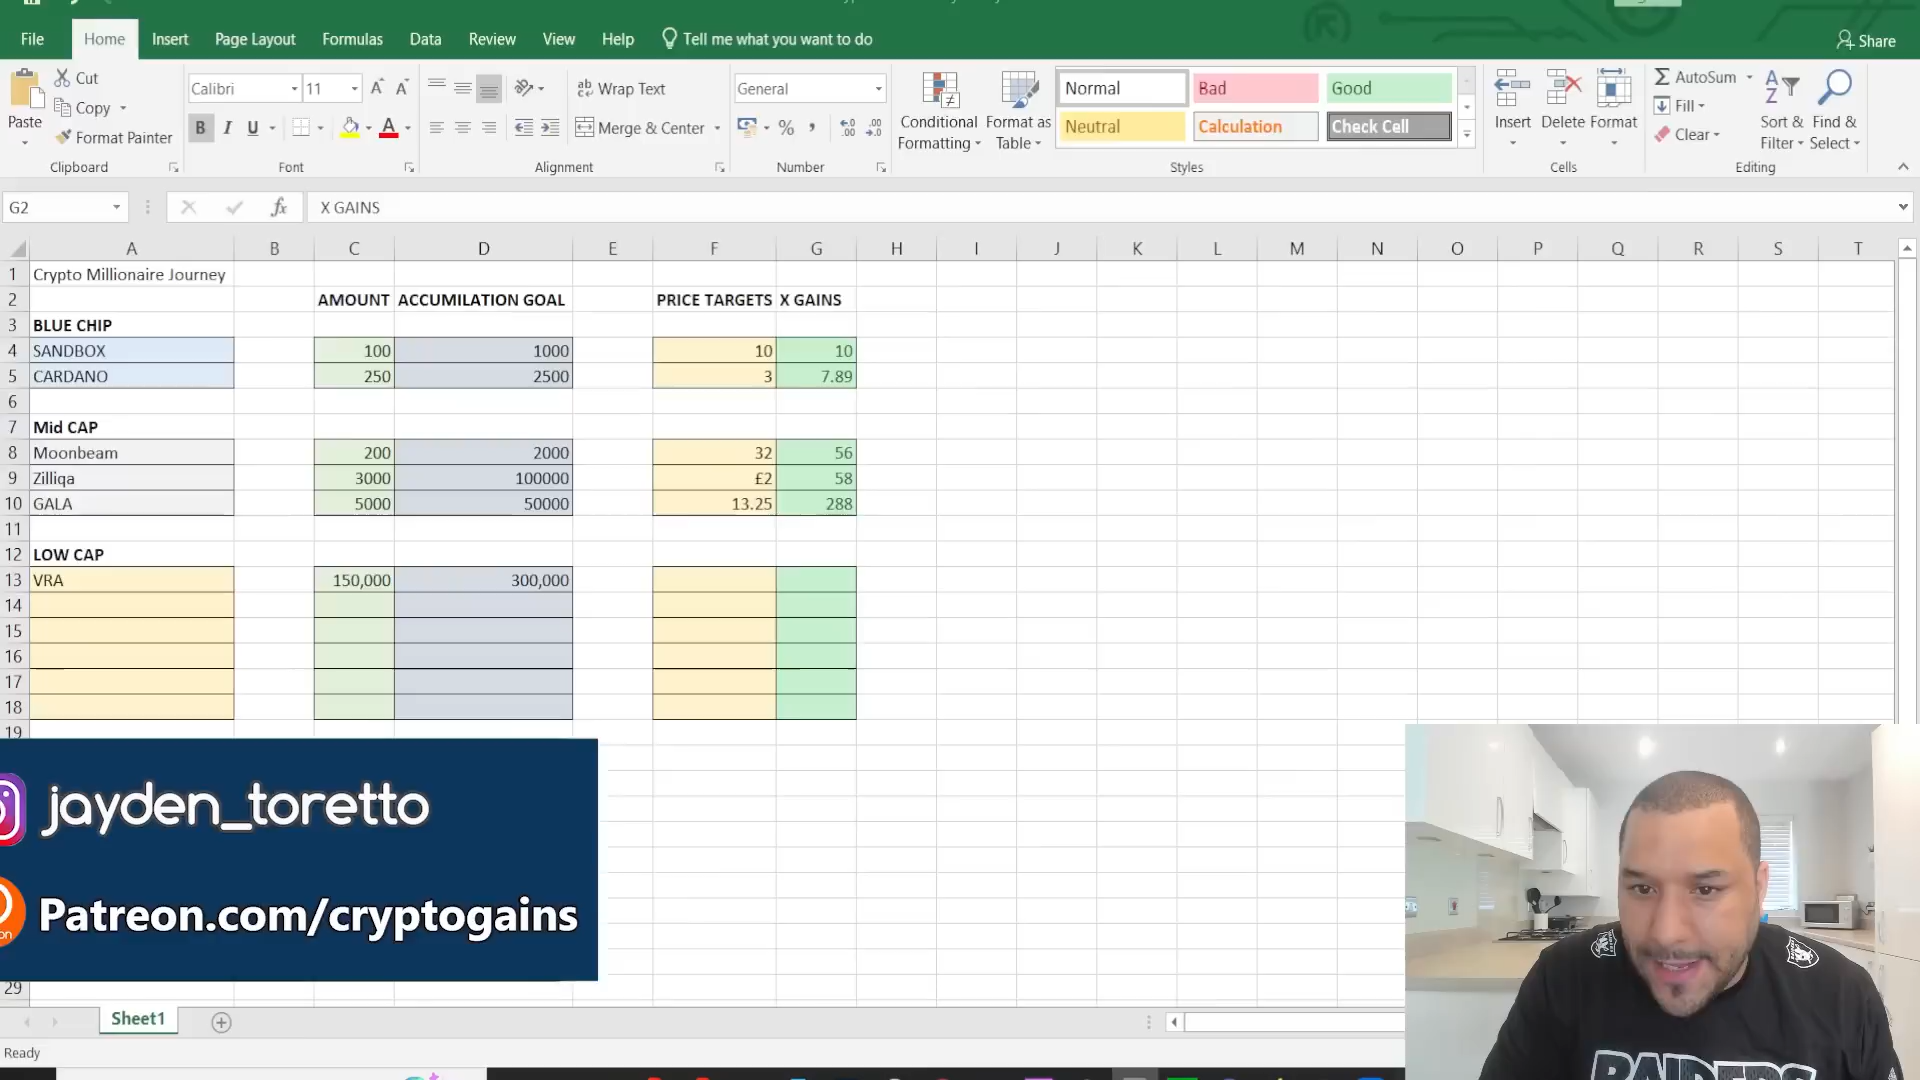 File Home Insert Page Layout Formulas Data Review View Help Tell me what you want to do Share
Cut
Copy
Format Painter
Paste
Clipboard
Calibri 11
B I U
Font
Wrap Text
Merge & Center
Alignment
General
%
Number
Conditional Formatting
Format as Table
Normal Bad Good
Neutral Calculation Check Cell
Styles
Insert Delete Format
Cells
AutoSum
Fill
Clear
Sort & Filter
Find & Select
Editing
G2 fx X GAINS
A B C D E F G H I J K L M N O P Q R S T
1 Crypto Millionaire Journey
2 AMOUNT ACCUMILATION GOAL PRICE TARGETS X GAINS
3 BLUE CHIP
4 SANDBOX 100 1000 10 10
5 CARDANO 250 2500 3 7.89
6
7 Mid CAP
8 Moonbeam 200 2000 32 56
9 Zilliqa 3000 100000 £2 58
10 GALA 5000 50000 13.25 288
11
12 LOW CAP
13 VRA 150,000 300,000
14
15
16
17
18
19
jayden_toretto
Patreon.com/cryptogains
29
Sheet1
Ready
RAIDERS